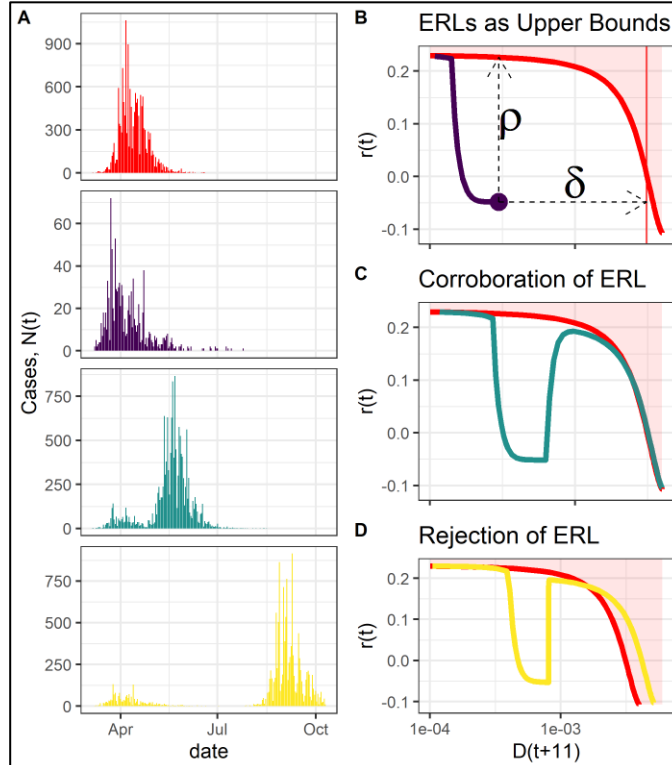 A
Cases, N(t)
900
600
300
0
60
40
20
0
750
500
250
0
750
500
250
0
Apr
Jul
Oct
date
B
ERLs as Upper Bounds
r(t)
0.2
0.1
0.0
-0.1
ρ
δ
C
Corroboration of ERL
r(t)
0.2
0.1
0.0
-0.1
D
Rejection of ERL
r(t)
0.2
0.1
0.0
-0.1
1e-04
1e-03
D(t+11)